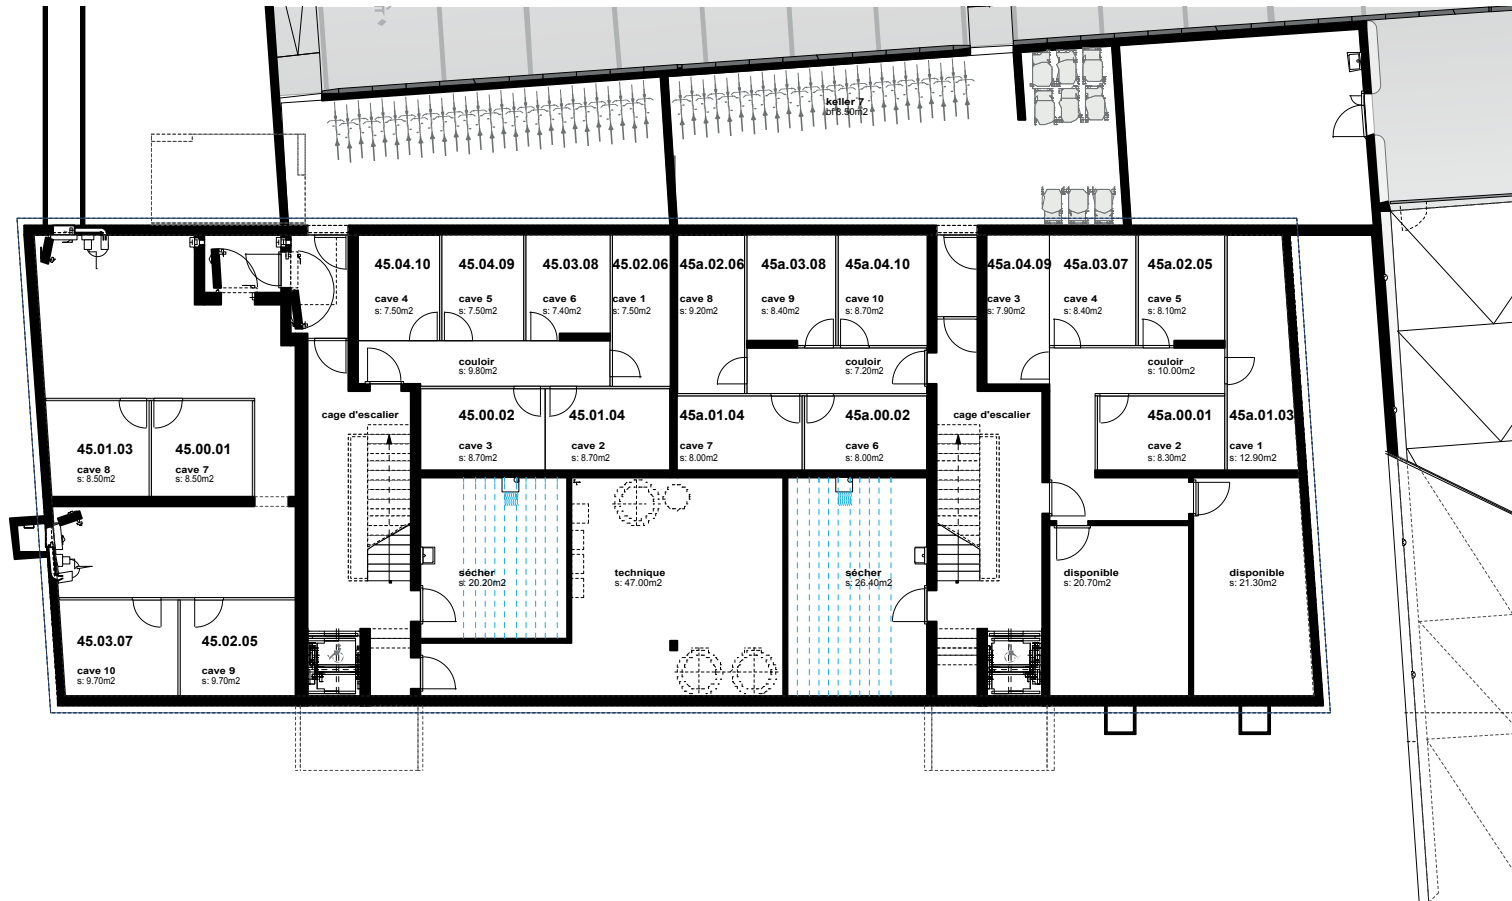 keller 7
bf 8.50m2
45.04.10
cave 4
s: 7.50m2
45.04.09
cave 5
s: 7.50m2
45.03.08
cave 6
s: 7.40m2
45.02.06
cave 1
s: 7.50m2
45a.02.06
cave 8
s: 9.20m2
45a.03.08
cave 9
s: 8.40m2
45a.04.10
cave 10
s: 8.70m2
45a.04.09
cave 3
s: 7.90m2
45a.03.07
cave 4
s: 8.40m2
45a.02.05
cave 5
s: 8.10m2
couloir
s: 9.80m2
couloir
s: 7.20m2
couloir
s: 10.00m2
45.01.03
cave 8
s: 8.50m2
45.00.01
cave 7
s: 8.50m2
cage d'escalier
45.00.02
cave 3
s: 8.70m2
45.01.04
cave 2
s: 8.70m2
45a.01.04
cave 7
s: 8.00m2
45a.00.02
cave 6
s: 8.00m2
cage d'escalier
45a.00.01
cave 2
s: 8.30m2
45a.01.03
cave 1
s: 12.90m2
sécher
s: 20.20m2
technique
s: 47.00m2
sécher
s: 26.40m2
disponible
s: 20.70m2
disponible
s: 21.30m2
45.03.07
cave 10
s: 9.70m2
45.02.05
cave 9
s: 9.70m2